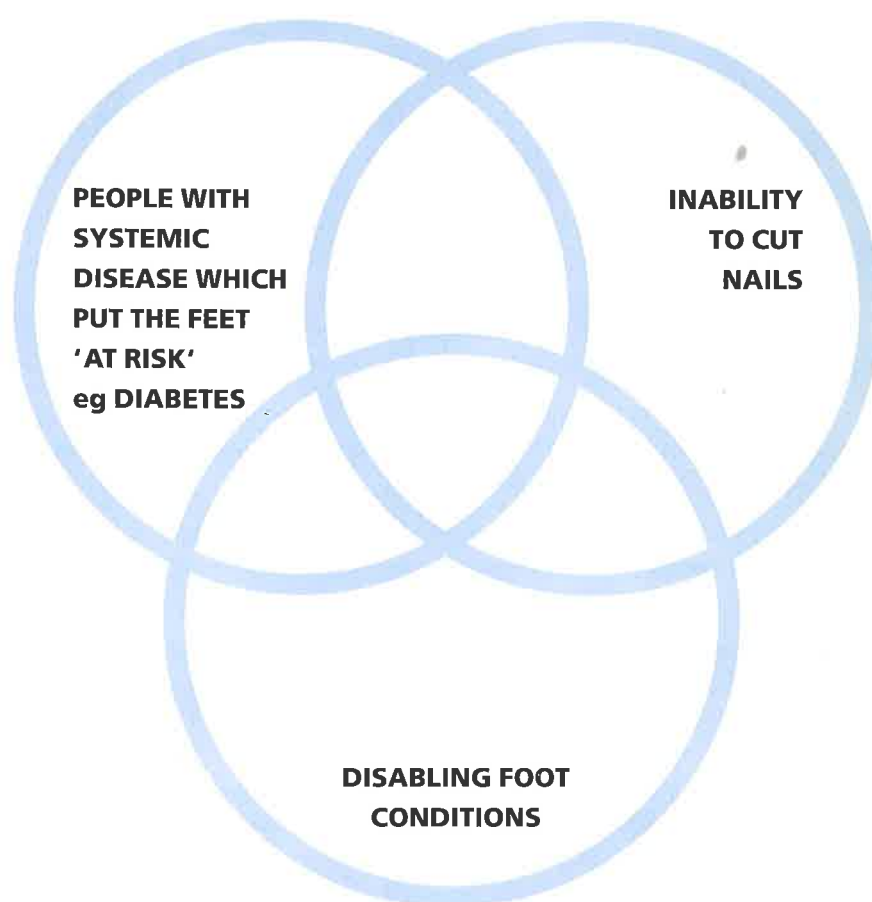 PEOPLE WITH
SYSTEMIC
DISEASE WHICH
PUT THE FEET
'AT RISK'
eg DIABETES
INABILITY
TO CUT
NAILS
DISABLING FOOT
CONDITIONS